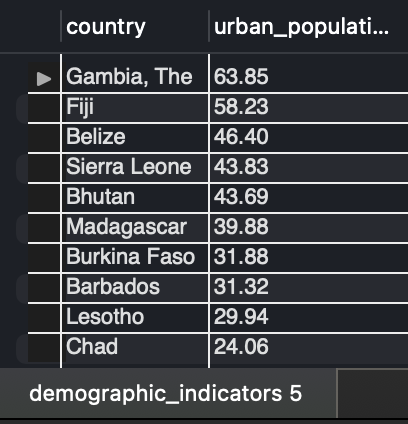 country urban_populati...
Gambia, The 63.85
Fiji 58.23
Belize 46.40
Sierra Leone 43.83
Bhutan 43.69
Madagascar 39.88
Burkina Faso 31.88
Barbados 31.32
Lesotho 29.94
Chad 24.06
demographic_indicators 5